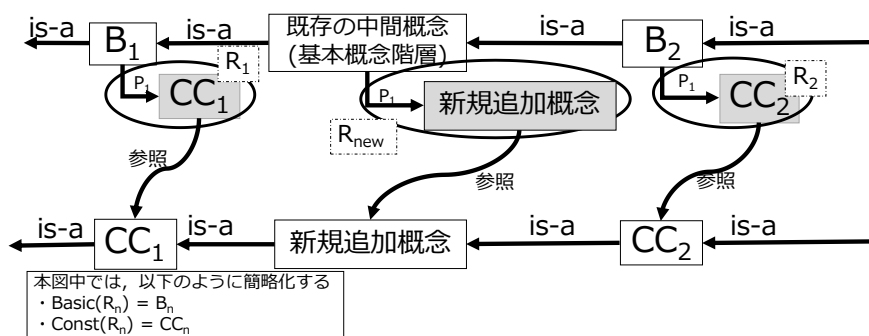 is-a
B₁
is-a
既存の中間概念
(基本概念階層)
is-a
B₂
is-a
P₁
CC₁
R₁
P₁
新規追加概念
R_new
P₁
CC₂
R₂
参照
参照
参照
is-a
CC₁
is-a
新規追加概念
is-a
CC₂
is-a
本図中では，以下のように簡略化する
・Basic(Rₙ) = Bₙ
・Const(Rₙ) = CCₙ